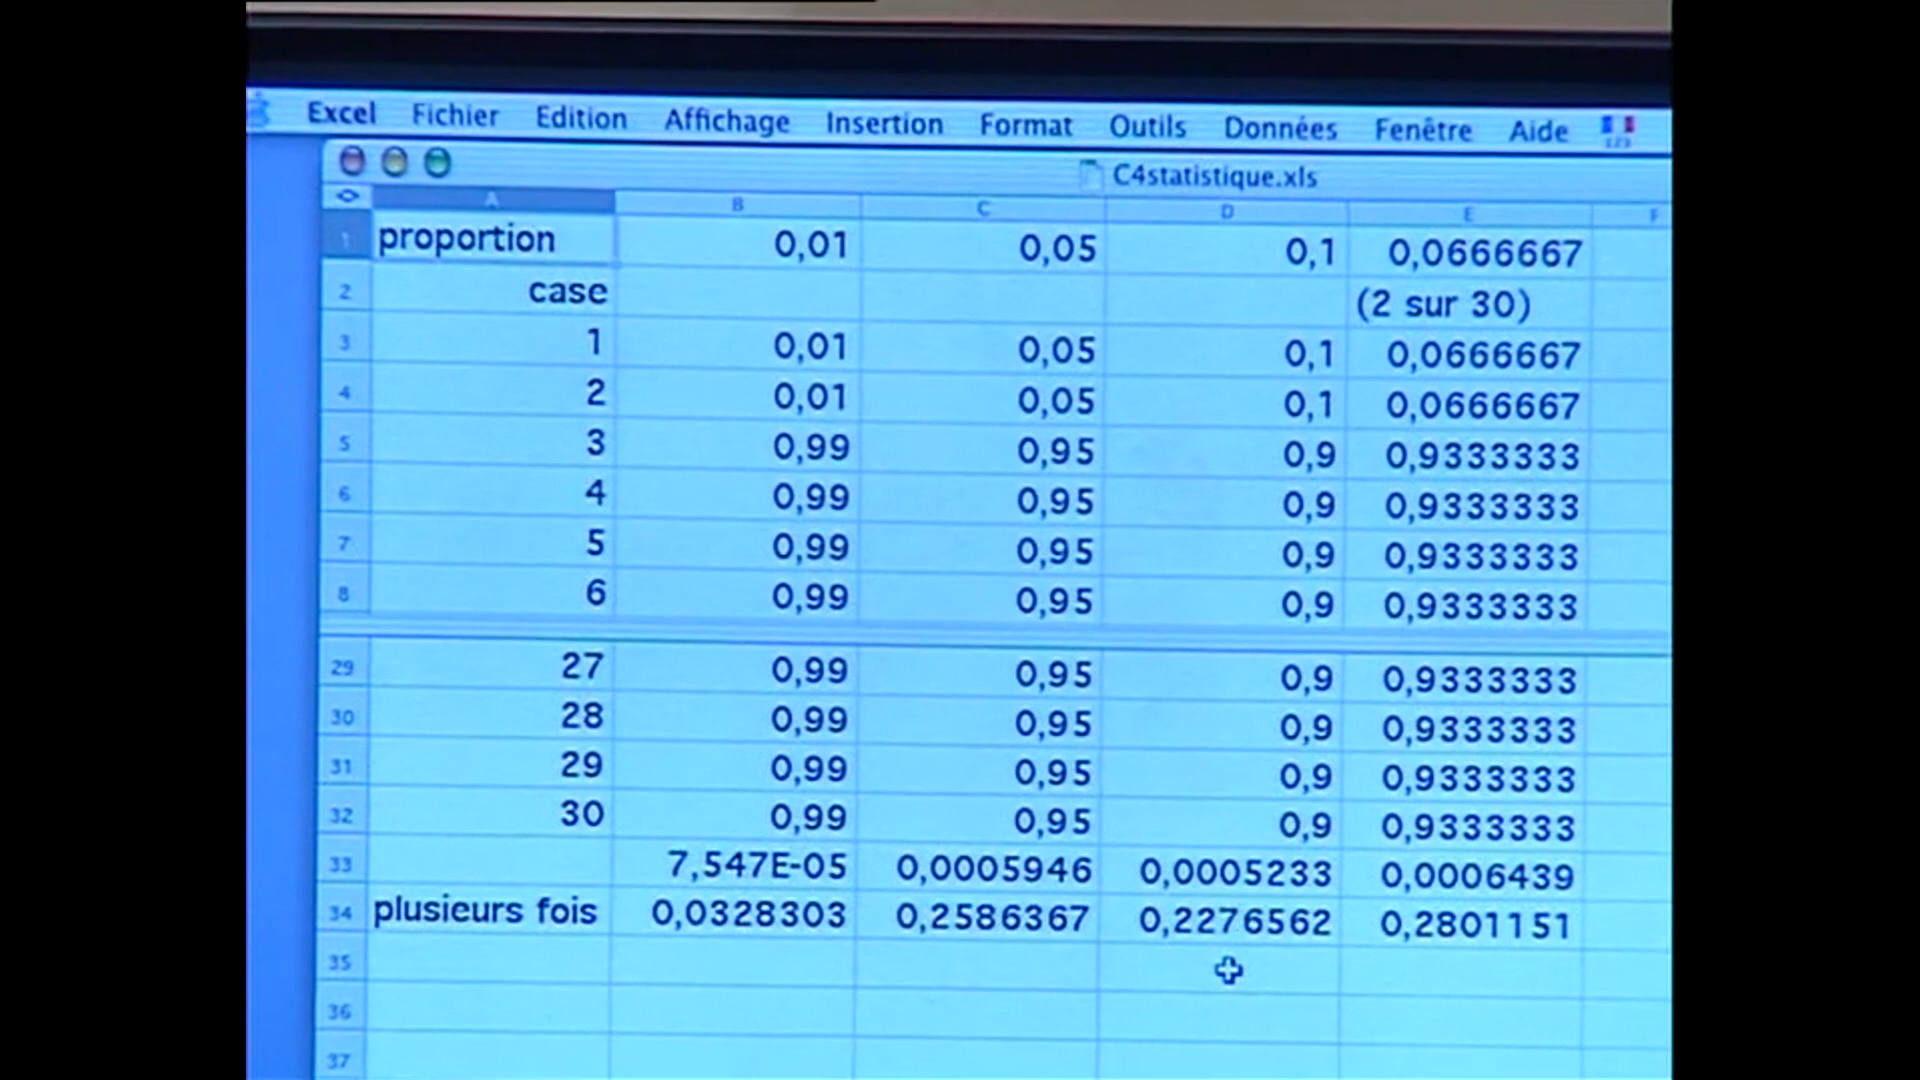 Excel Fichier Edition Affichage Insertion Format Outils Données Fenêtre Aide
C4statistique.xls
A B C D E F
1 proportion 0,01 0,05 0,1 0,0666667
2 case (2 sur 30)
3 1 0,01 0,05 0,1 0,0666667
4 2 0,01 0,05 0,1 0,0666667
5 3 0,99 0,95 0,9 0,9333333
6 4 0,99 0,95 0,9 0,9333333
7 5 0,99 0,95 0,9 0,9333333
8 6 0,99 0,95 0,9 0,9333333
29 27 0,99 0,95 0,9 0,9333333
30 28 0,99 0,95 0,9 0,9333333
31 29 0,99 0,95 0,9 0,9333333
32 30 0,99 0,95 0,9 0,9333333
33 7,547E-05 0,0005946 0,0005233 0,0006439
34 plusieurs fois 0,0328303 0,2586367 0,2276562 0,2801151
35
36
37